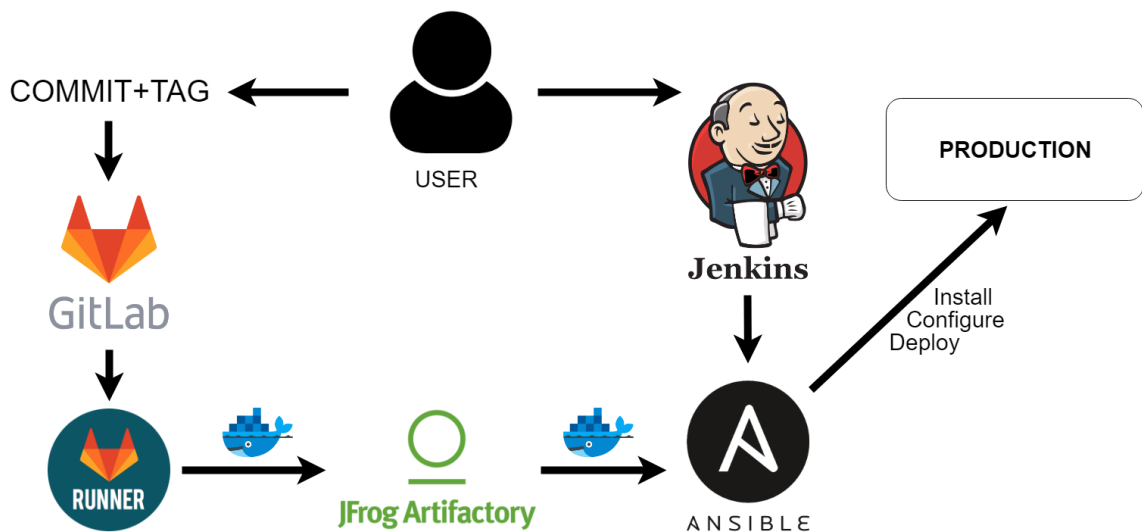 COMMIT+TAG
USER
PRODUCTION
GitLab
Jenkins
Install
Configure
Deploy
RUNNER
JFrog Artifactory
ANSIBLE